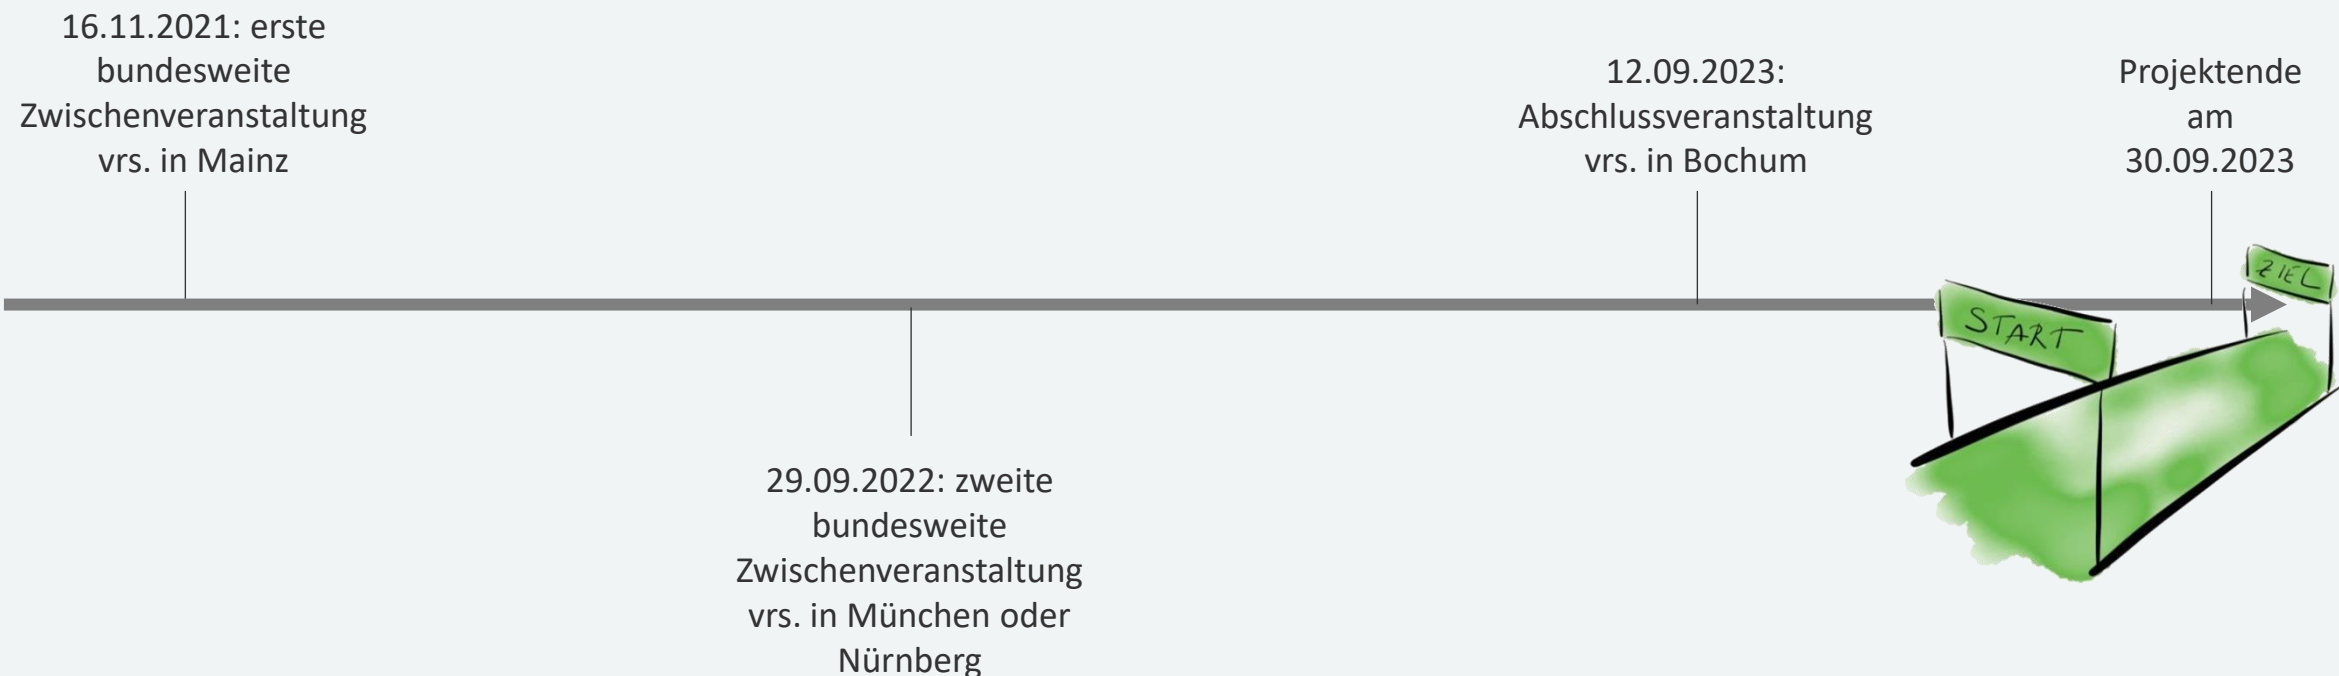 16.11.2021: erste
bundesweite
Zwischenveranstaltung
vrs. in Mainz
29.09.2022: zweite
bundesweite
Zwischenveranstaltung
vrs. in München oder
Nürnberg
12.09.2023:
Abschlussveranstaltung
vrs. in Bochum
Projektende
am
30.09.2023
START
ZIEL